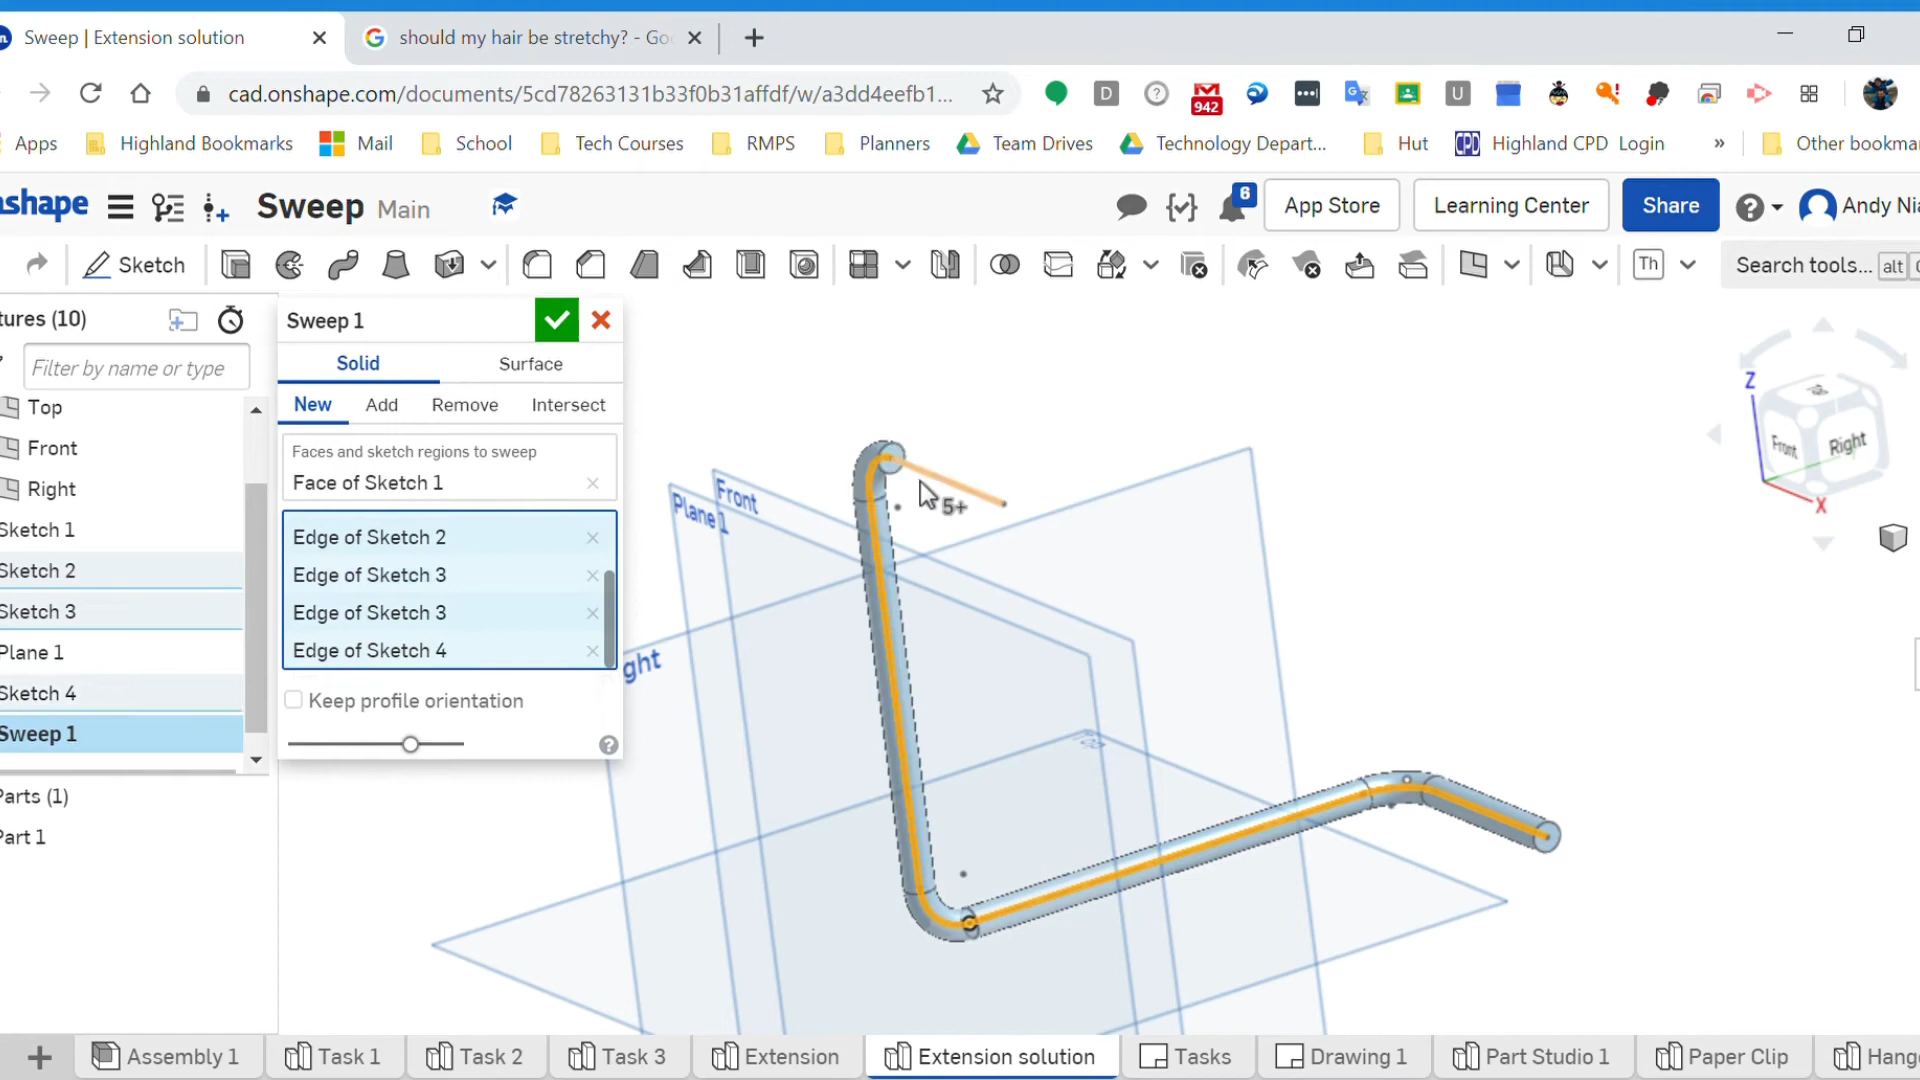 Sweep | Extension solution
should my hair be stretchy? - Goo
cad.onshape.com/documents/5cd78263131b33f0b31affdf/w/a3dd4eefb1...
D
942
U
Apps
Highland Bookmarks
Mail
School
Tech Courses
RMPS
Planners
Team Drives
Technology Depart...
Hut
CPD
Highland CPD Login
»
Other bookma
nshape
Sweep Main
6
App Store
Learning Center
Share
Andy Nia
Sketch
Th
Search tools...
alt
tures (10)
Filter by name or type
Top
Front
Right
Sketch 1
Sketch 2
Sketch 3
Plane 1
Sketch 4
Sweep 1
Parts (1)
Part 1
Sweep 1
Solid
Surface
New
Add
Remove
Intersect
Faces and sketch regions to sweep
Face of Sketch 1
Edge of Sketch 2
Edge of Sketch 3
Edge of Sketch 3
Edge of Sketch 4
Keep profile orientation
Front
Plane 1
ght
Top
5+
Z
Front
Right
X
Assembly 1
Task 1
Task 2
Task 3
Extension
Extension solution
Tasks
Drawing 1
Part Studio 1
Paper Clip
Hang